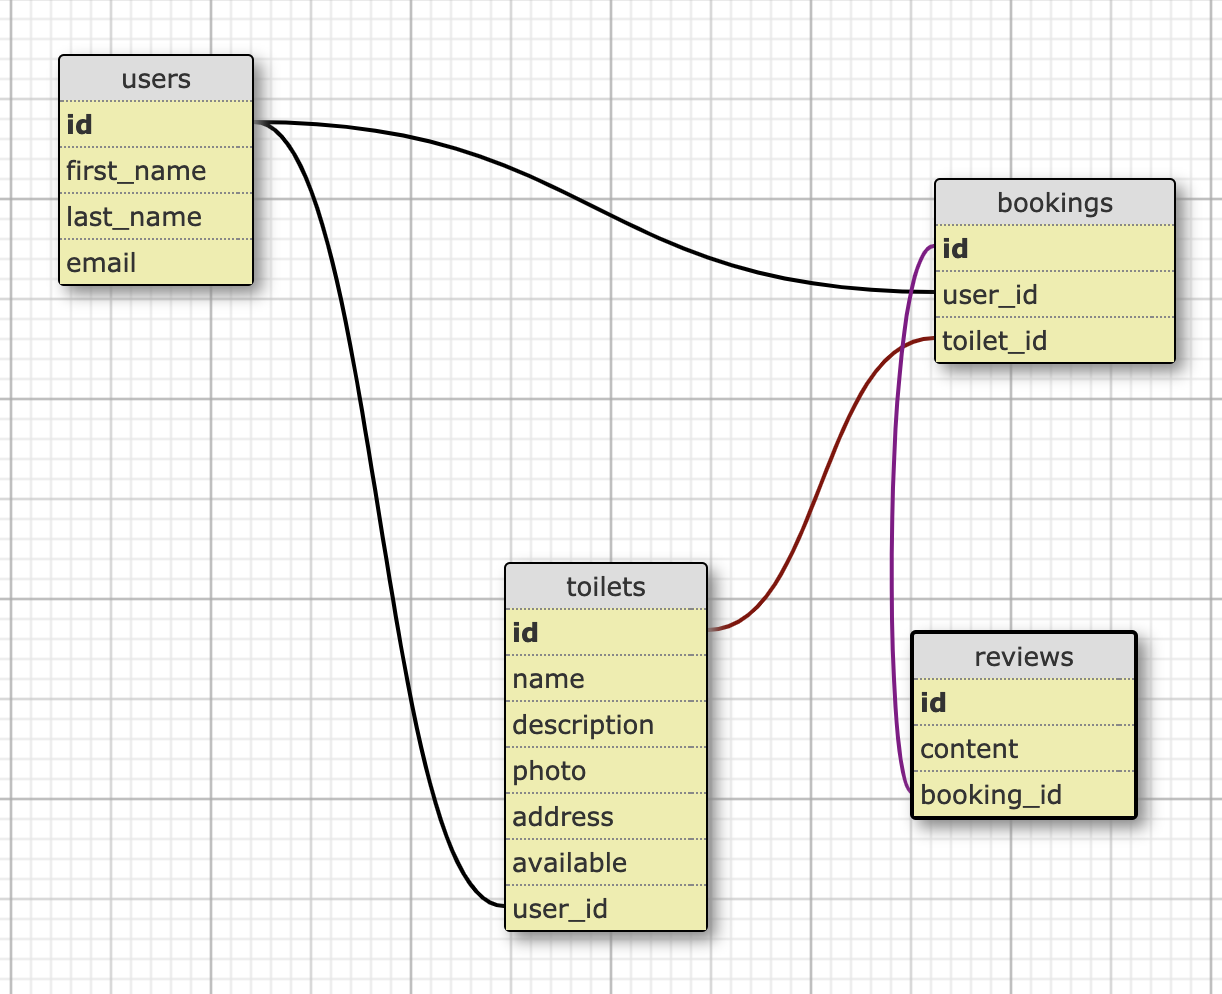 users
id
first_name
last_name
email
bookings
id
user_id
toilet_id
toilets
id
name
description
photo
address
available
user_id
reviews
id
content
booking_id